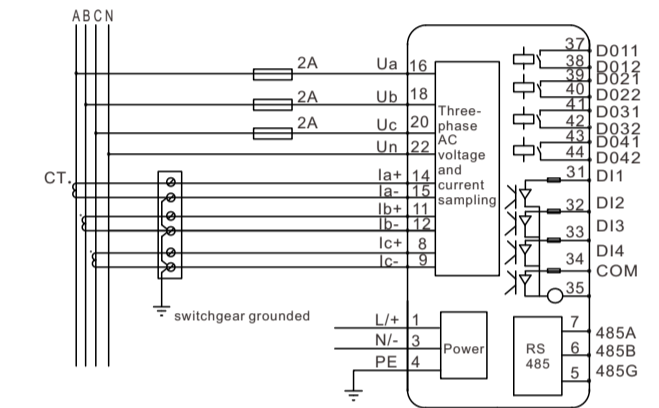 A B C N
2A Ua 16
2A Ub 18
2A Uc 20
Un 22
CT.
Ia+ 14
Ia- 15
Ib+ 11
Ib- 12
Ic+ 8
Ic- 9
switchgear grounded
Three-
phase
AC
voltage
and
current
sampling
37 D011
38 D012
39 D021
40 D022
41 D031
42 D032
43 D041
44 D042
31 DI1
32 DI2
33 DI3
34 DI4
35 COM
L/+ 1
N/- 3
PE 4
Power
RS
485
7 485A
6 485B
5 485G